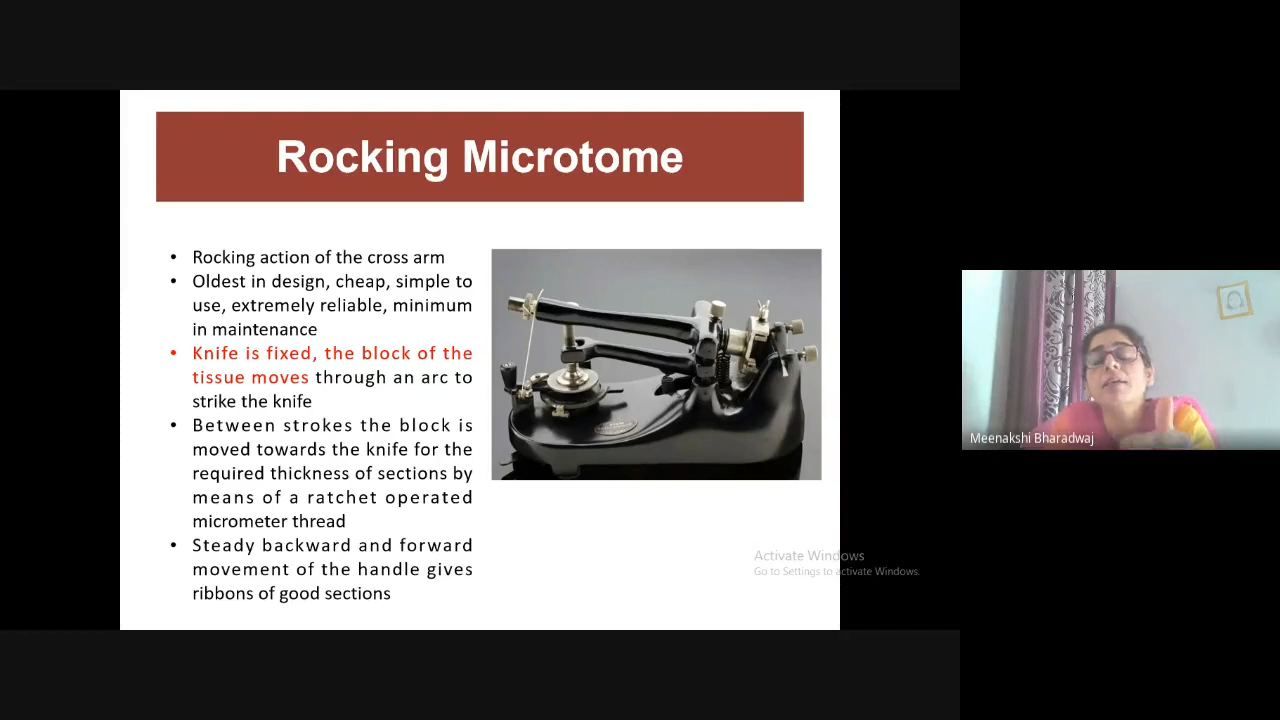 Rocking Microtome
• Rocking action of the cross arm
• Oldest in design, cheap, simple to
use, extremely reliable, minimum
in maintenance
• Knife is fixed, the block of the
tissue moves through an arc to
strike the knife
• Between strokes the block is
moved towards the knife for the
required thickness of sections by
means of a ratchet operated
micrometer thread
• Steady backward and forward
movement of the handle gives
ribbons of good sections
Activate Windows
Go to Settings to activate Windows.
Meenakshi Bharadwaj